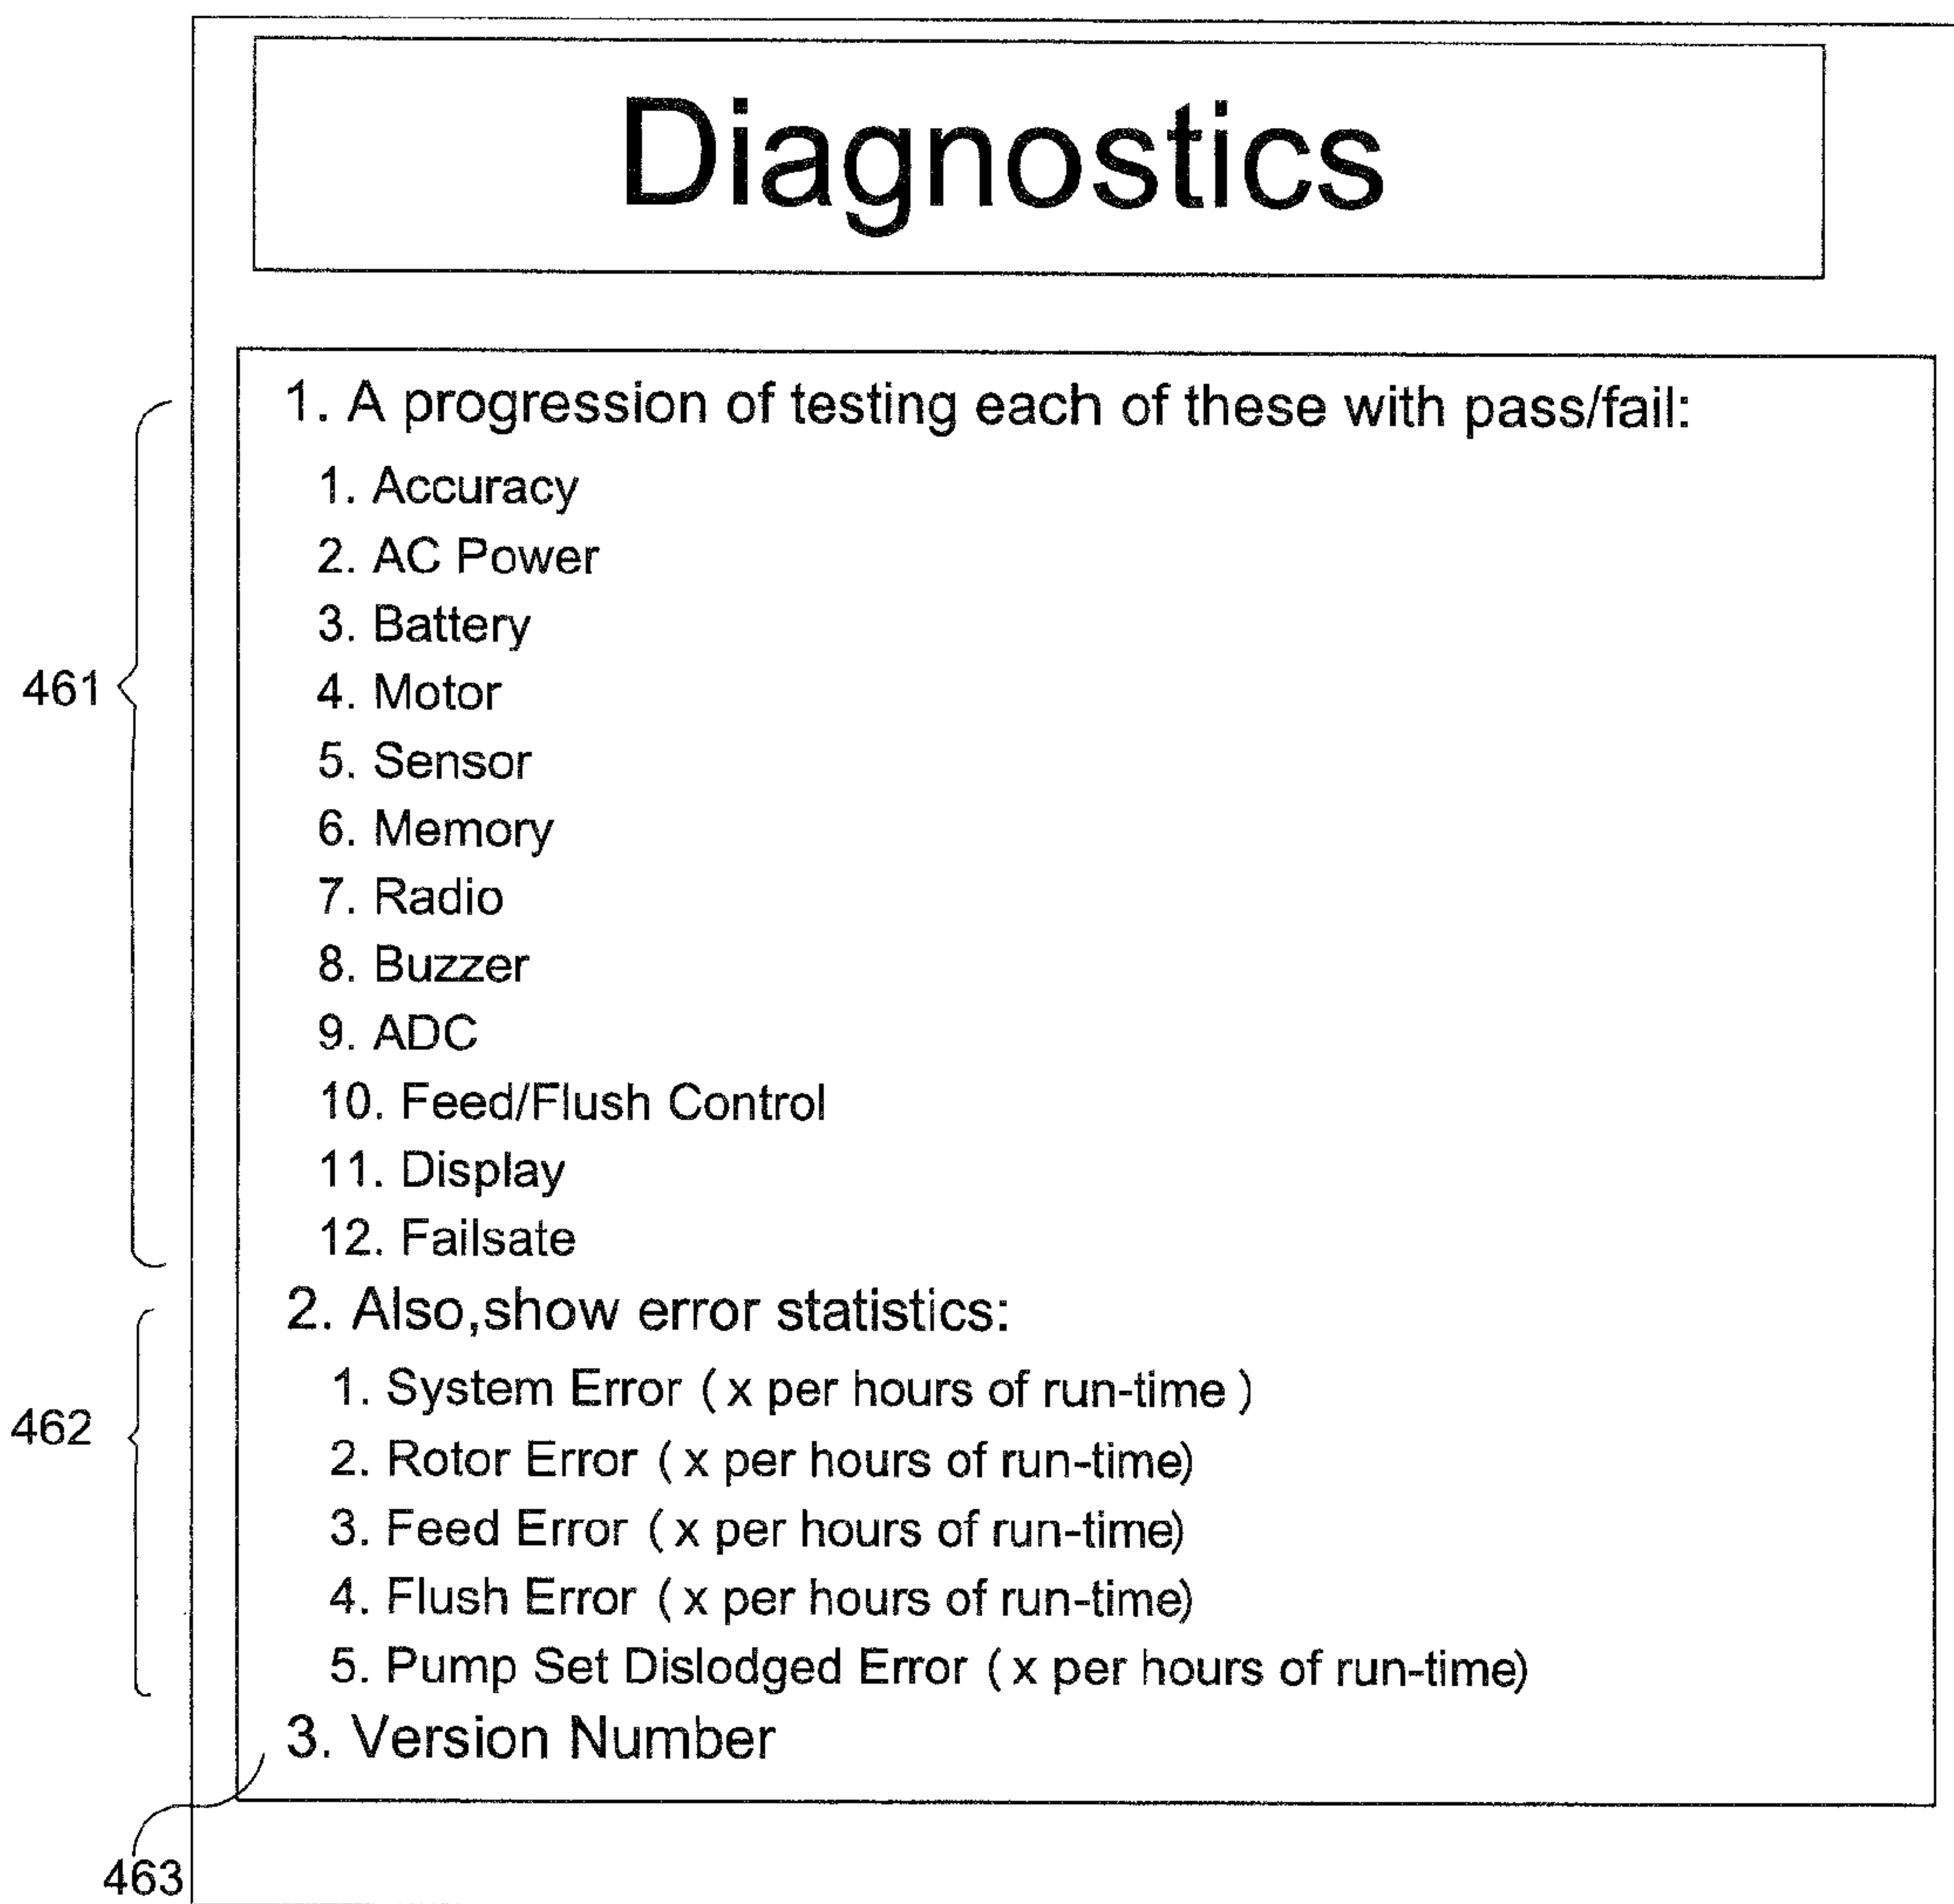 Diagnostics
1. A progression of testing each of these with pass/fail:
1. Accuracy
2. AC Power
3. Battery
461
4. Motor
5. Sensor
6. Memory
7. Radio
8. Buzzer
9. ADC
10. Feed/Flush Control
11. Display
12. Failsate
2. Also,show error statistics:
1. System Error ( x per hours of run-time )
462
2. Rotor Error ( x per hours of run-time)
3. Feed Error ( x per hours of run-time)
4. Flush Error ( x per hours of run-time)
5. Pump Set Dislodged Error ( x per hours of run-time)
3. Version Number
463